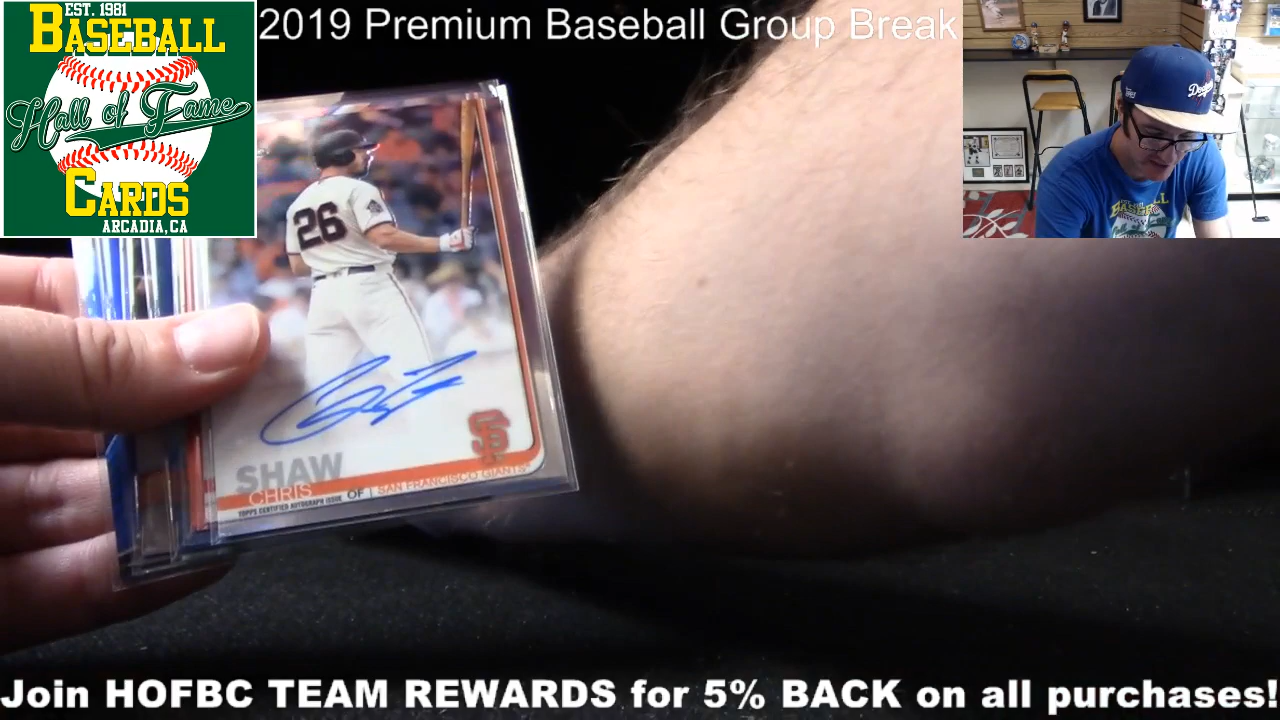 EST. 1981
BASEBALL
Hall of Fame
CARDS
ARCADIA, CA
2019 Premium Baseball Group Break
Dodgers
26
SHAW
CHRIS OF | SAN FRANCISCO GIANTS
TOPPS CERTIFIED AUTOGRAPH ISSUE
SF
Join HOFBC TEAM REWARDS for 5% BACK on all purchases!